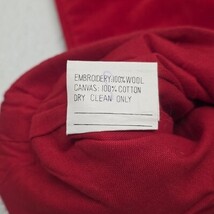 EMBROIDERY:100% WOOL
CANVAS: 100% COTTON
DRY CLEAN ONLY